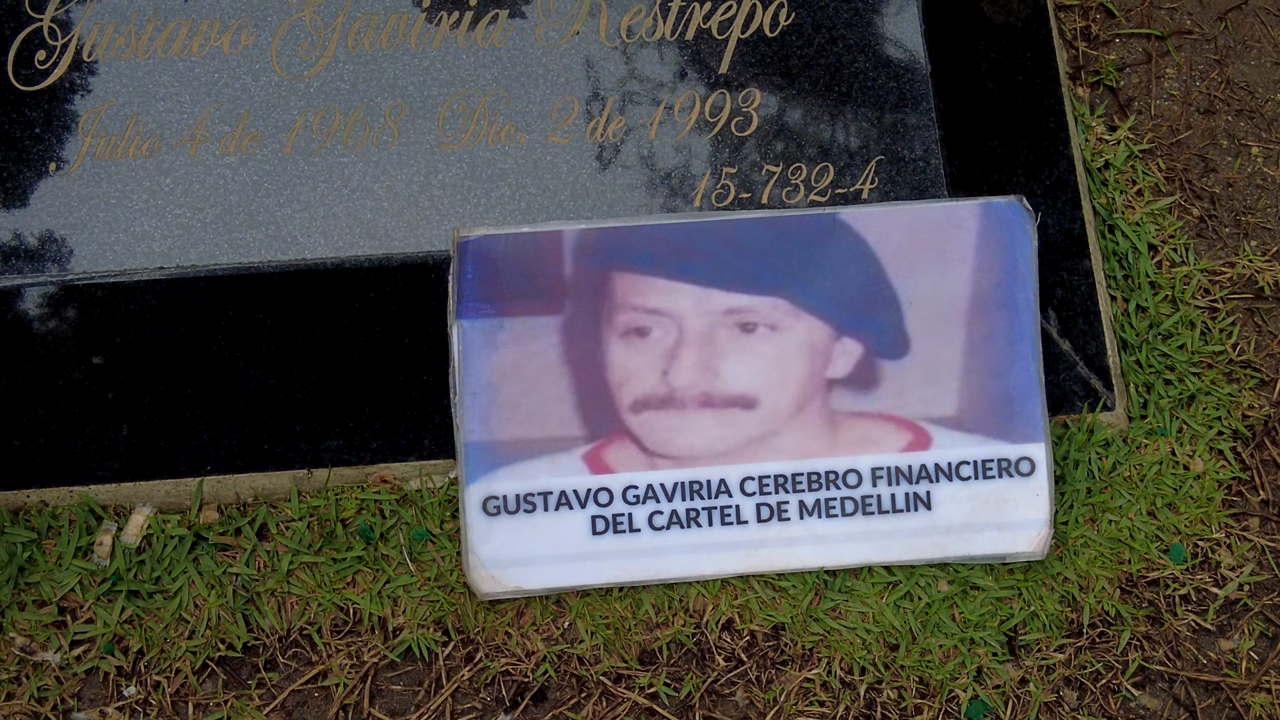 Gustavo Gaviria Restrepo
Julio 4 de 1968 Dic. 2 de 1993
15-732-4
GUSTAVO GAVIRIA CEREBRO FINANCIERO
DEL CARTEL DE MEDELLIN